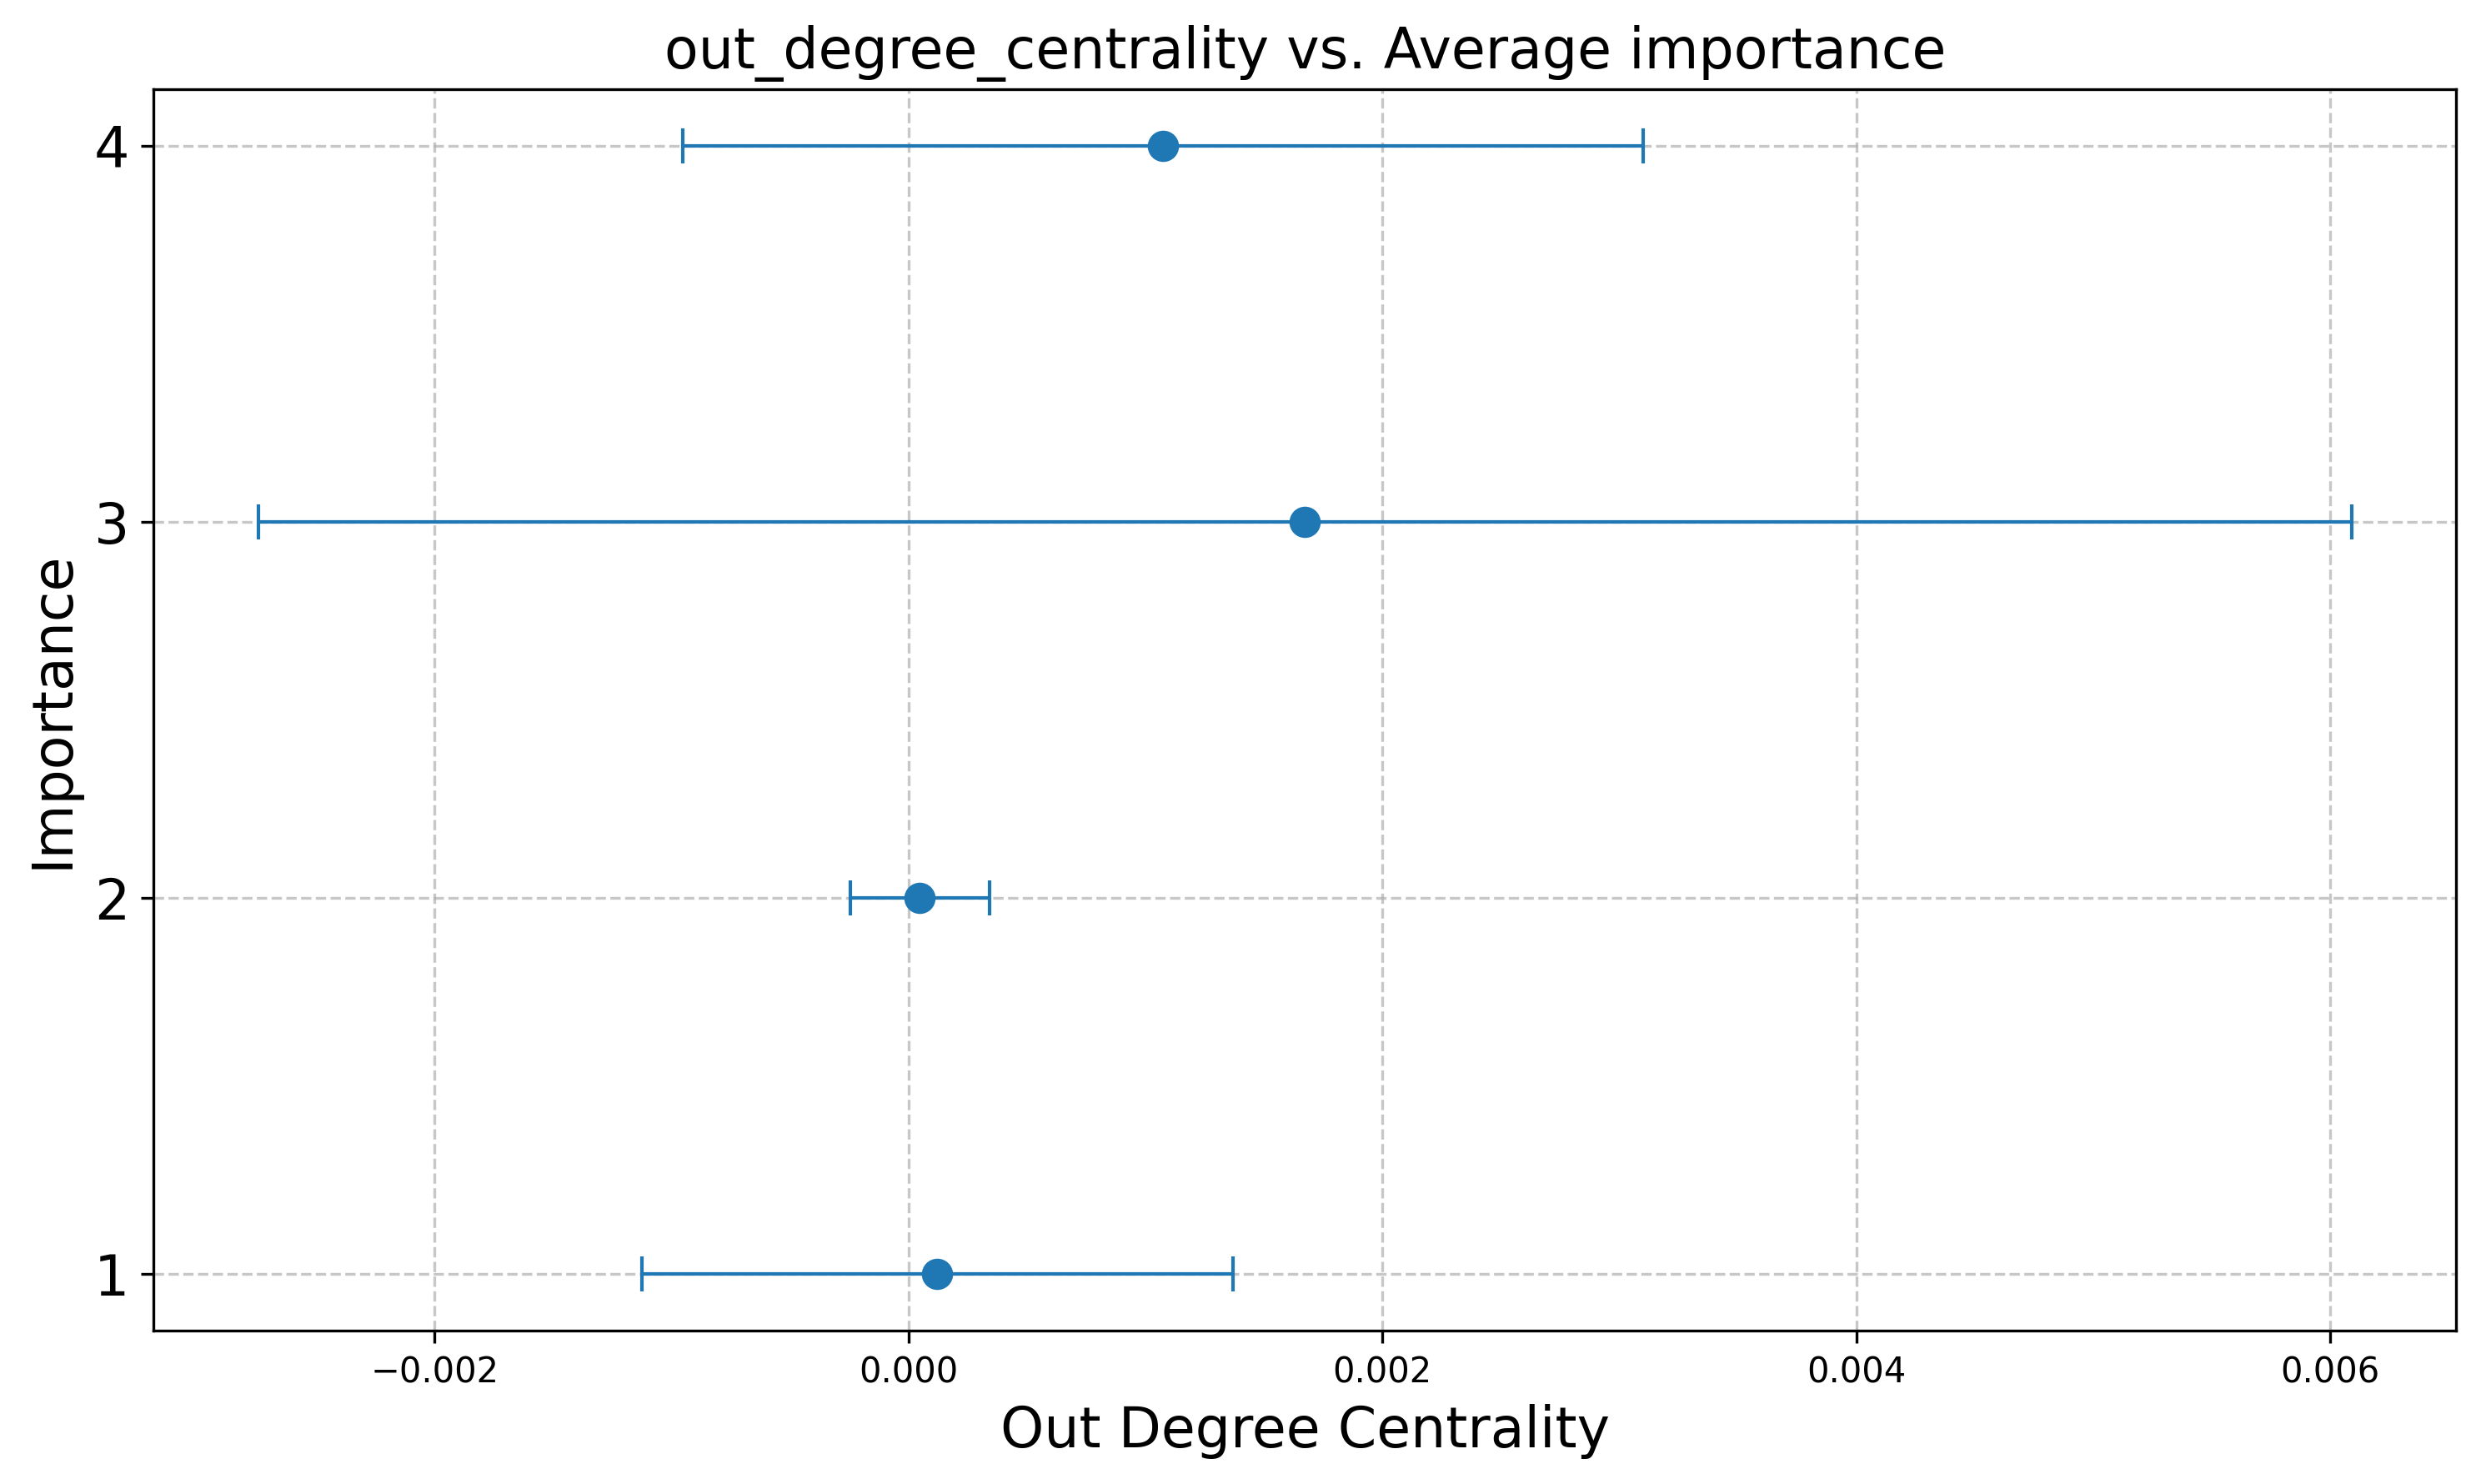 out_degree_centrality vs. Average importance
4
3
2
1
Importance
−0.002 0.000 0.002 0.004 0.006
Out Degree Centrality